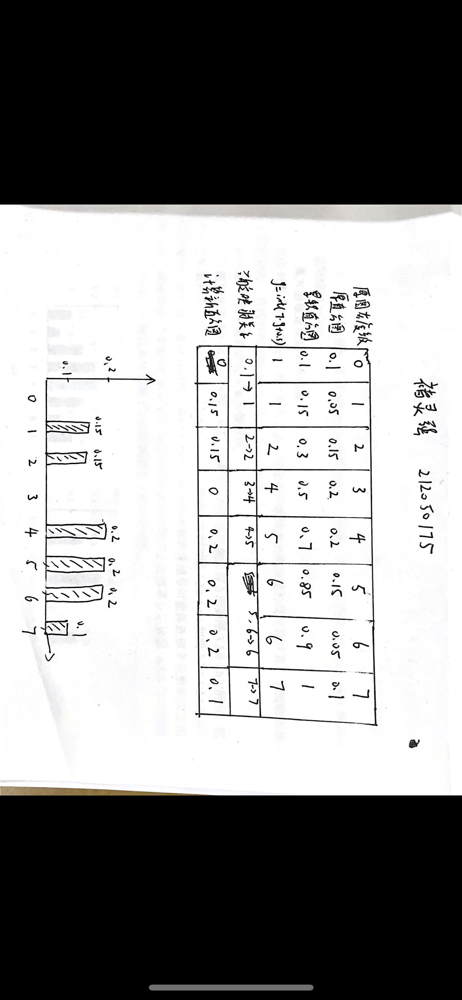 褚灵强 21205 0175
原图灰度级 0 1 2 3 4 5 6 7
原直方图 0.1 0.05 0.15 0.2 0.2 0.15 0.05 0.1
累积直方图 0.1 0.15 0.3 0.5 0.7 0.85 0.9 1
g=int(7·g+0.5) 1 1 2 4 5 6 6 7
确定映射关系 0.1→1 2→2 3→4 4→5 5.6→6 7→7
计算新直方图 0 0.15 0.15 0 0.2 0.2 0.2 0.1
0.2
0.1
0.15 0.15 0.2 0.2 0.2 0.1
0 1 2 3 4 5 6 7